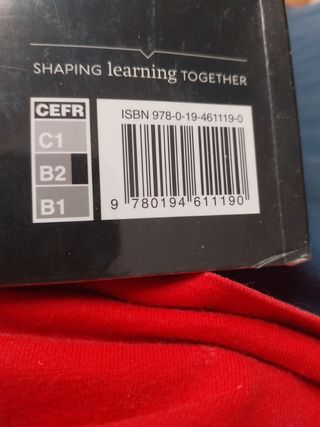 SHAPING learning TOGETHER
CEFR
C1
B2
B1
ISBN 978-0-19-461119-0
9 780194 611190